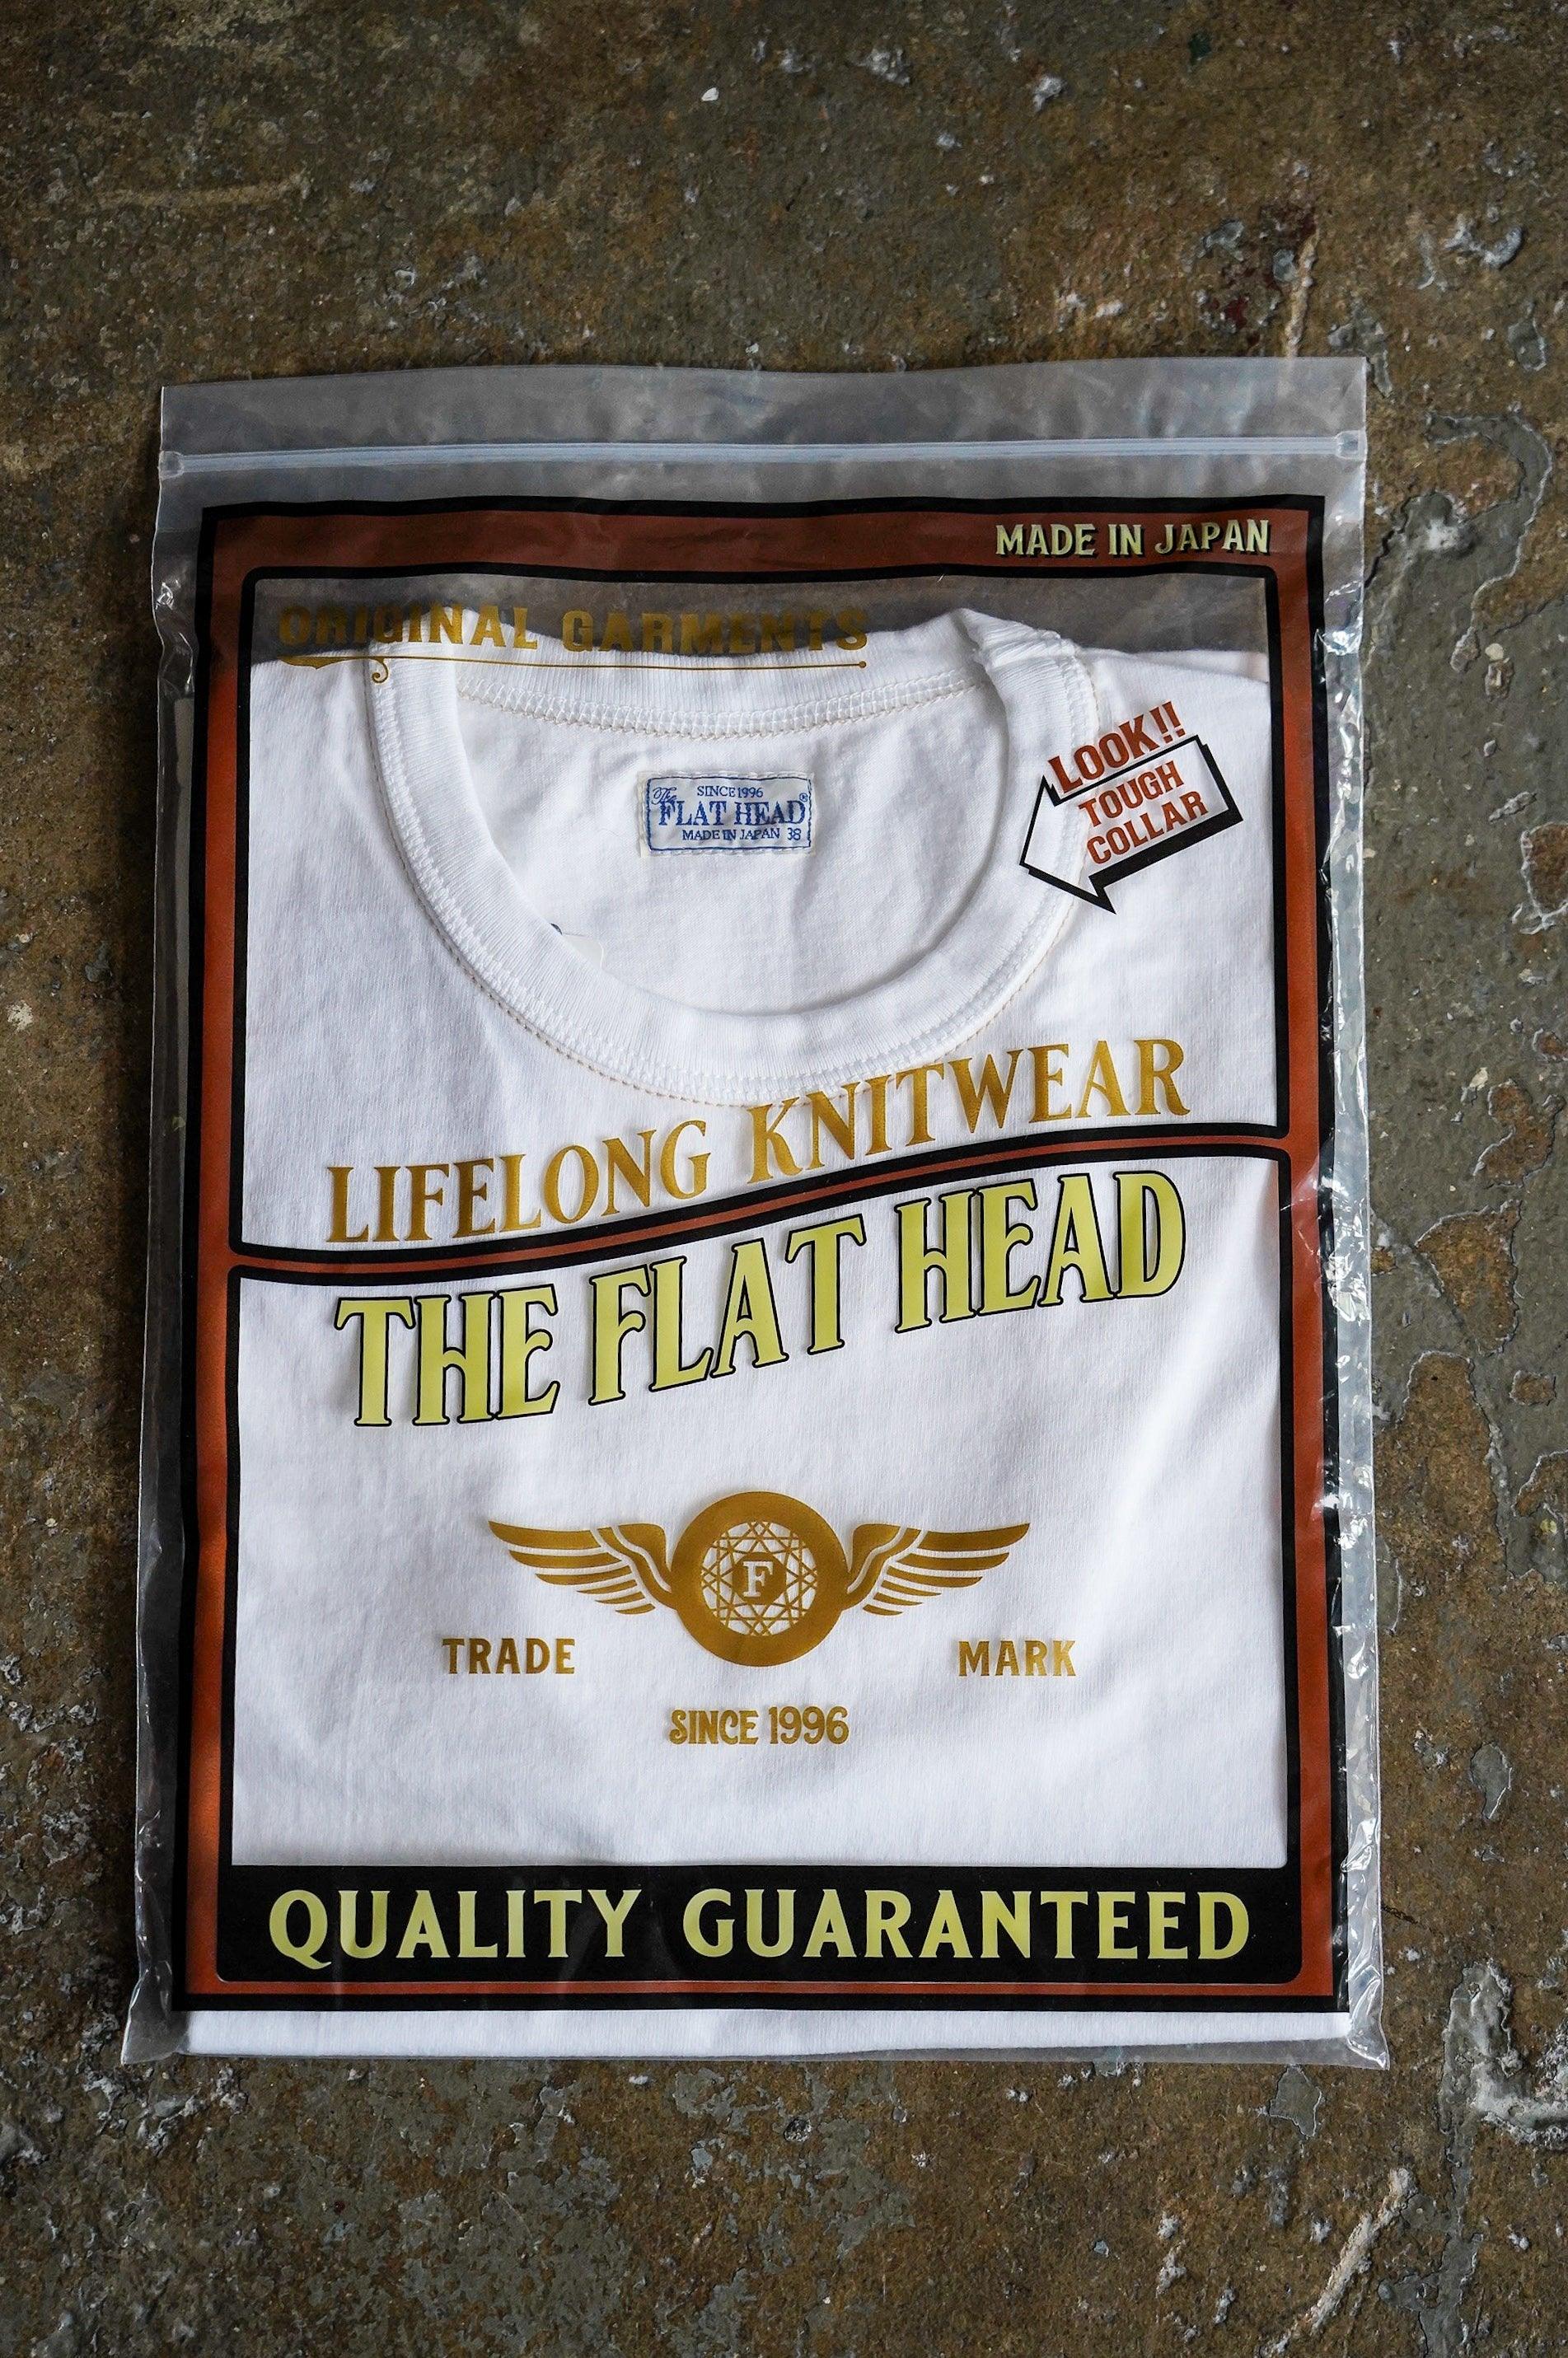 MADE IN JAPAN
ORIGINAL GARMENTS
LOOK!!
TOUGH
COLLAR
SINCE 1996
The
FLAT HEAD®
MADE IN JAPAN 38
LIFELONG KNITWEAR
THE FLAT HEAD
F
TRADE MARK
SINCE 1996
QUALITY GUARANTEED